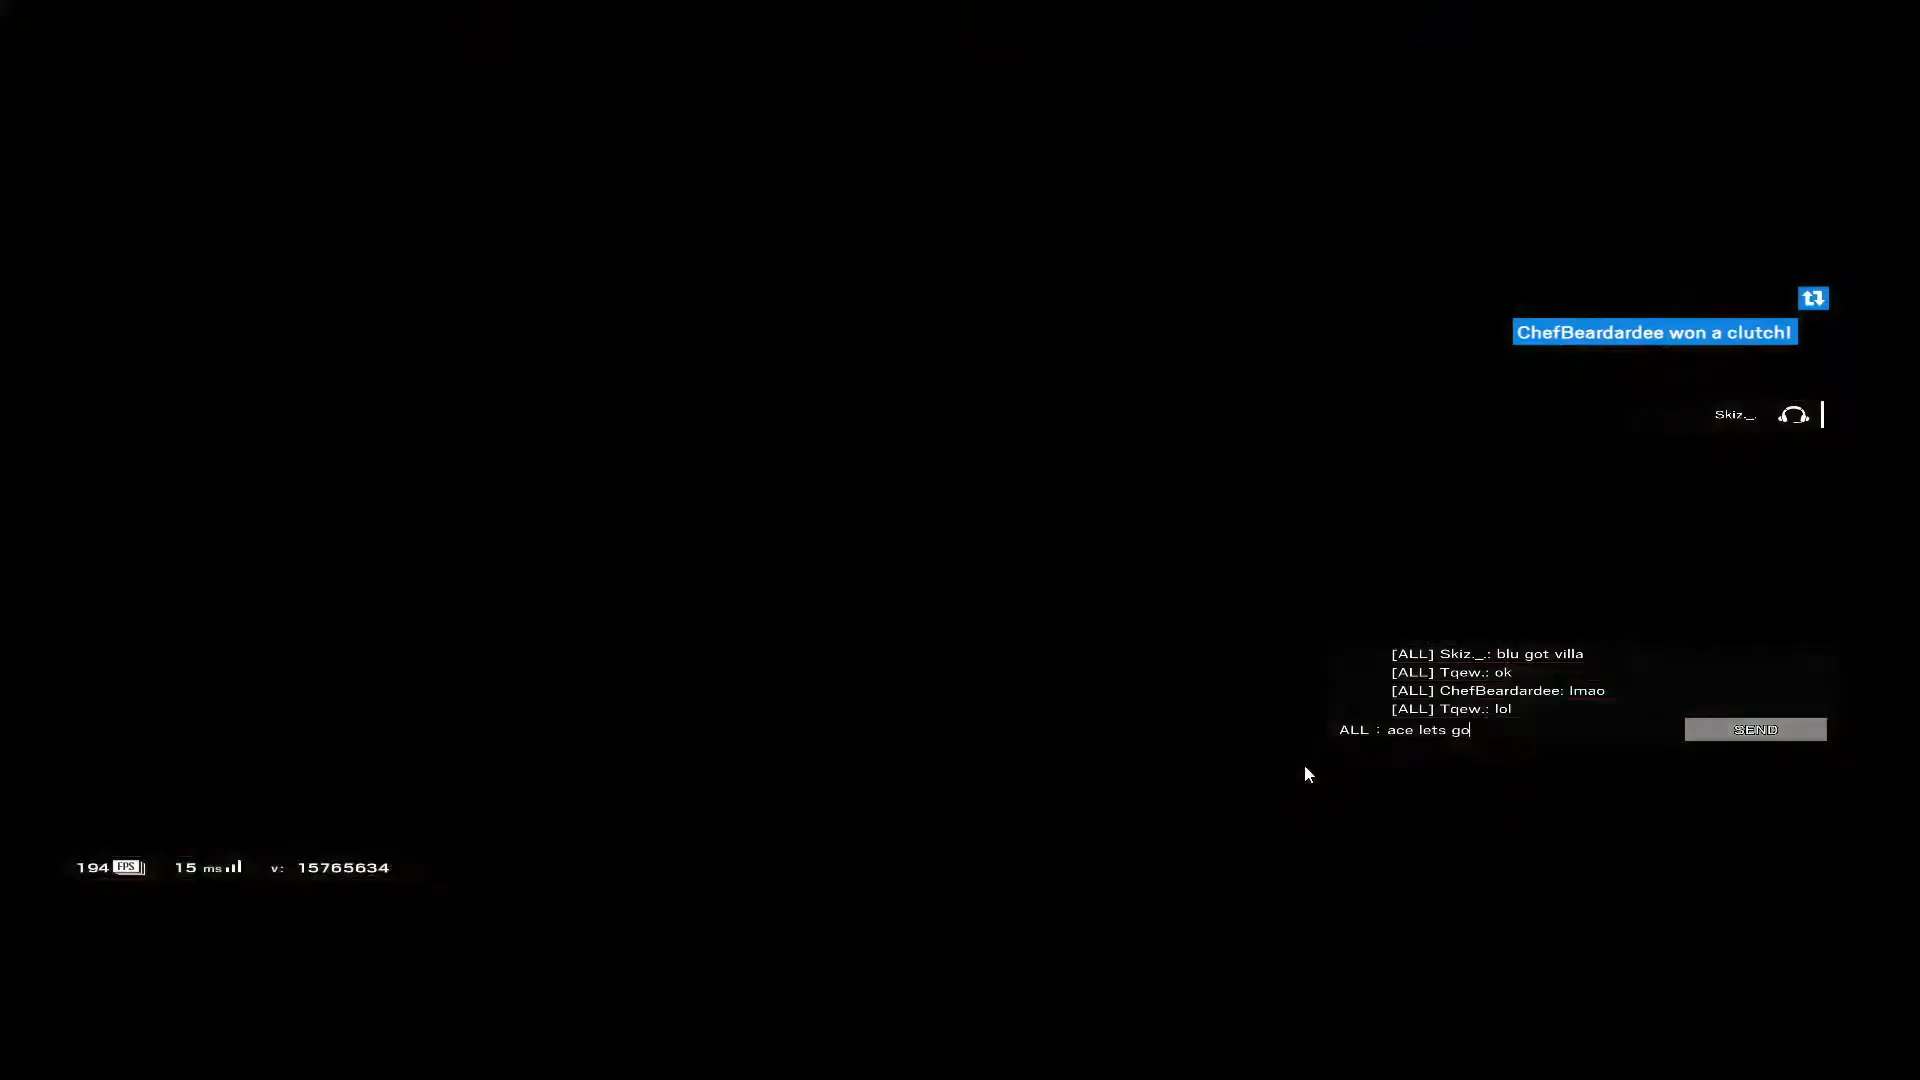 ChefBeardardee won a clutch!
Skiz._.
[ALL] Skiz._.: blu got villa
[ALL] Tqew.: ok
[ALL] ChefBeardardee: lmao
[ALL] Tqew.: lol
ALL : ace lets go
SEND
194 FPS 15 ms v: 15765634